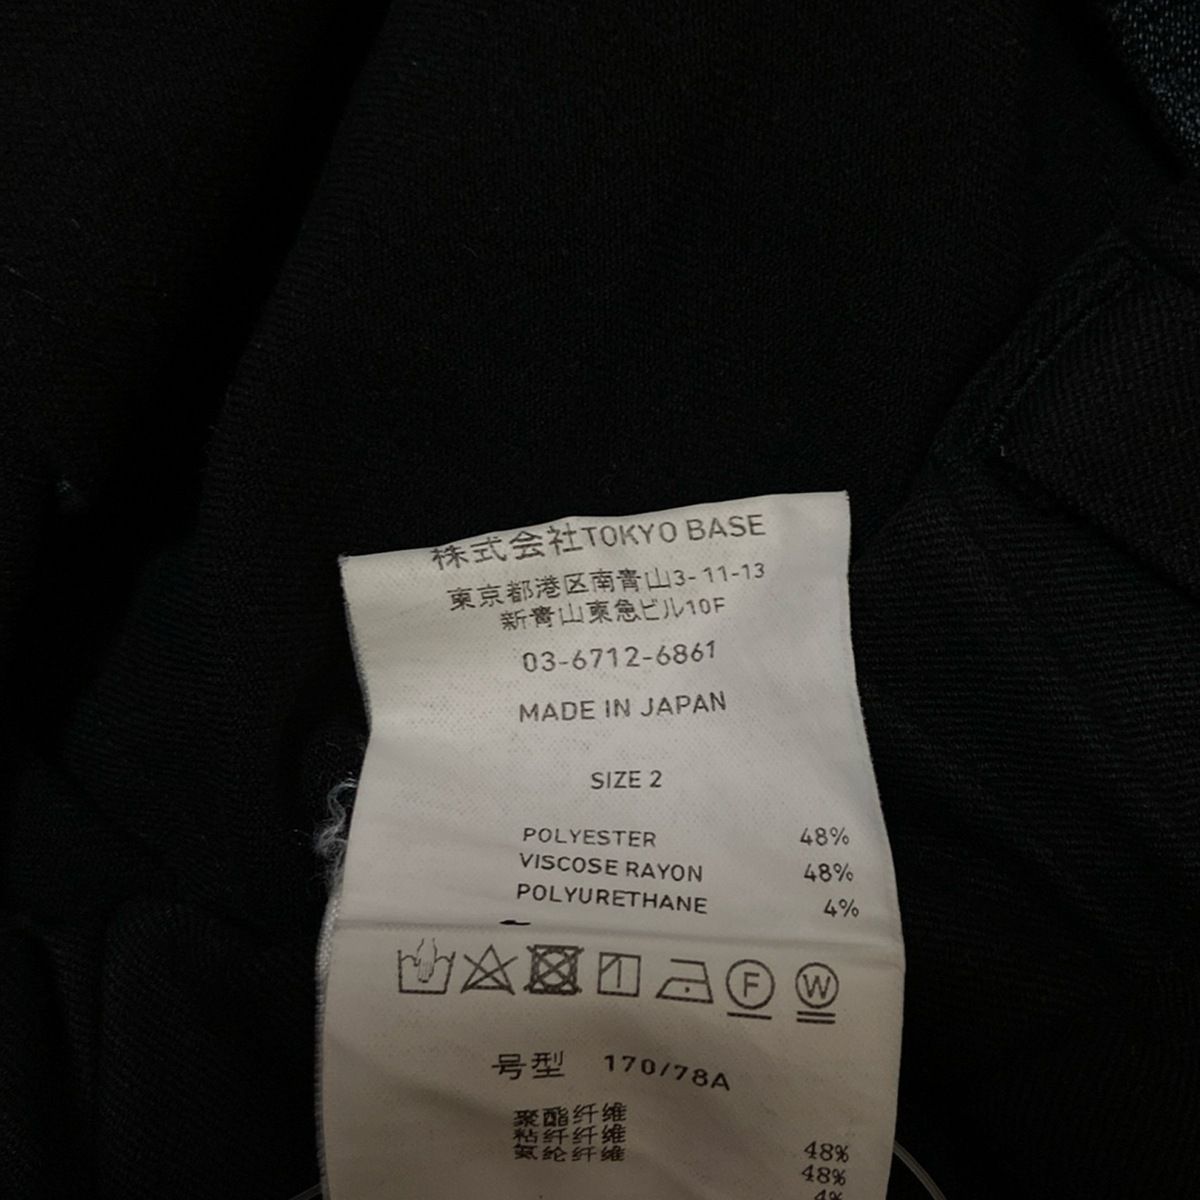 株式会社TOKYO BASE
東京都港区南青山3-11-13
新青山東急ビル10F
03-6712-6861
MADE IN JAPAN
SIZE 2
POLYESTER 48%
VISCOSE RAYON 48%
POLYURETHANE 4%
F W
号型 170/78A
聚酯纤维
粘纤纤维
氨纶纤维
48%
48%
4%